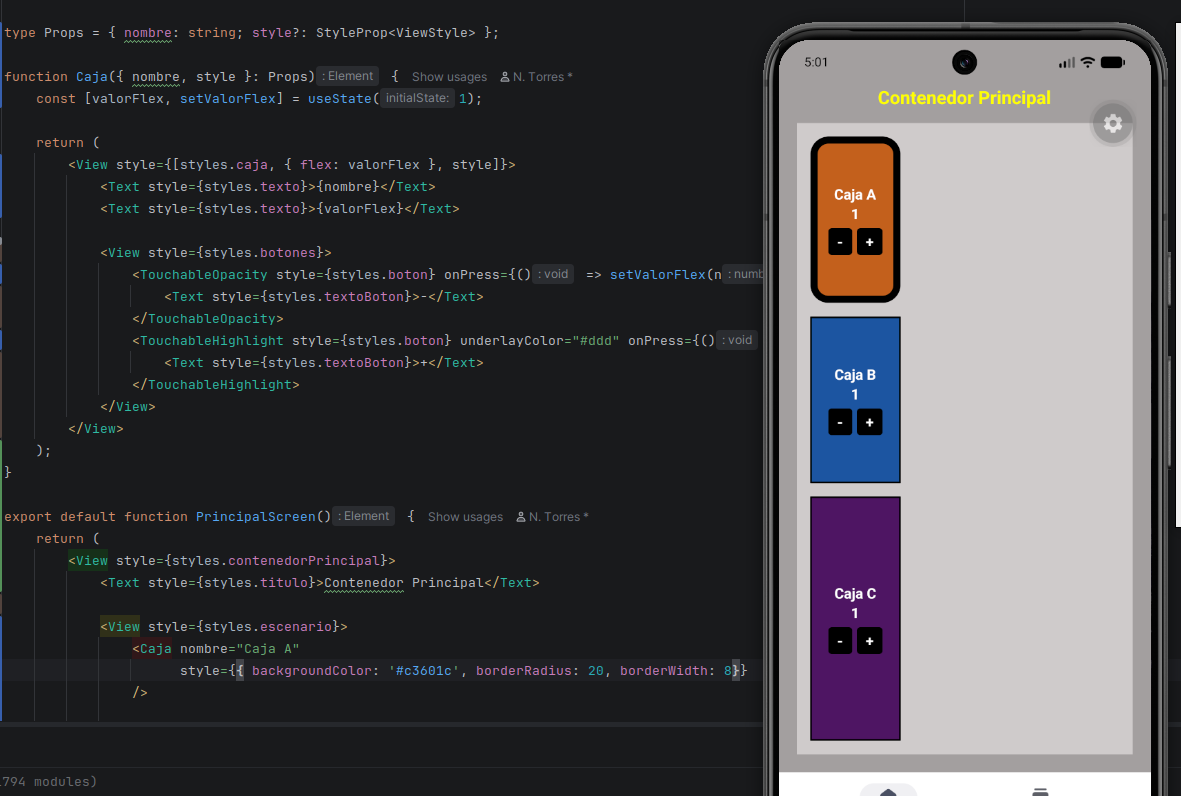 type Props = { nombre: string; style?: StyleProp<ViewStyle> };
function Caja({ nombre, style }: Props) : Element { Show usages N. Torres *
const [valorFlex, setValorFlex] = useState( initialState: 1);
return (
<View style={[styles.caja, { flex: valorFlex }, style]}>
<Text style={styles.texto}>{nombre}</Text>
<Text style={styles.texto}>{valorFlex}</Text>
<View style={styles.botones}>
<TouchableOpacity style={styles.boton} onPress={() : void => setValorFlex(n : numb
<Text style={styles.textoBoton}>-</Text>
</TouchableOpacity>
<TouchableHighlight style={styles.boton} underlayColor="#ddd" onPress={() : void
<Text style={styles.textoBoton}>+</Text>
</TouchableHighlight>
</View>
</View>
);
}
export default function PrincipalScreen() : Element { Show usages N. Torres *
return (
<View style={styles.contenedorPrincipal}>
<Text style={styles.titulo}>Contenedor Principal</Text>
<View style={styles.escenario}>
<Caja nombre="Caja A"
style={{ backgroundColor: '#c3601c', borderRadius: 20, borderWidth: 8}}
/>
794 modules)
5:01
Contenedor Principal
Caja A
1
- +
Caja B
1
- +
Caja C
1
- +